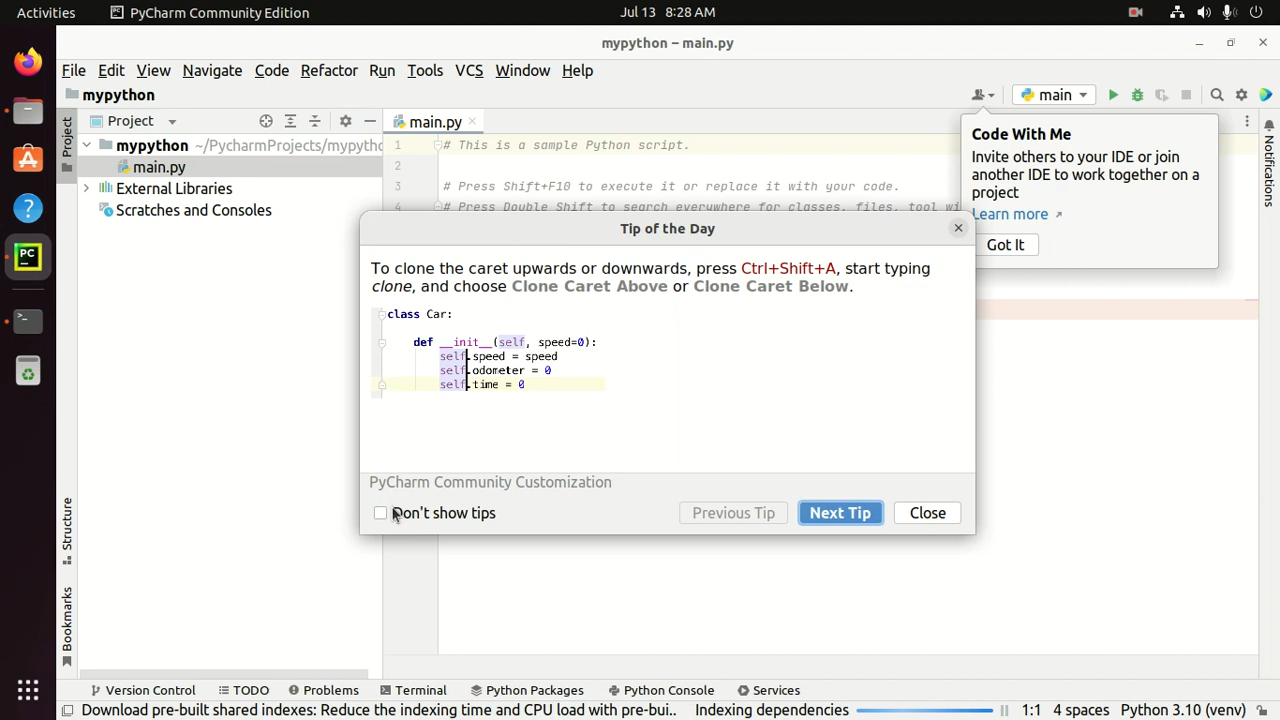 Activities
PyCharm Community Edition
Jul 13 8:28 AM
mypython – main.py
File Edit View Navigate Code Refactor Run Tools VCS Window Help
mypython
main
Project
Project
main.py
mypython ~/PycharmProjects/mypytho
main.py
External Libraries
Scratches and Consoles
1 # This is a sample Python script.
2
3 # Press Shift+F10 to execute it or replace it with your code.
4 # Press Double Shift to search everywhere for classes, files, tool wi
Code With Me
Invite others to your IDE or join
another IDE to work together on a
project
Learn more
Got It
Notifications
Tip of the Day
To clone the caret upwards or downwards, press Ctrl+Shift+A, start typing
clone, and choose Clone Caret Above or Clone Caret Below.
class Car:
def __init__(self, speed=0):
self.speed = speed
self.odometer = 0
self.time = 0
PyCharm Community Customization
Don't show tips
Previous Tip
Next Tip
Close
Structure
Bookmarks
Version Control TODO Problems Terminal Python Packages Python Console Services
Download pre-built shared indexes: Reduce the indexing time and CPU load with pre-bui.. Indexing dependencies 1:1 4 spaces Python 3.10 (venv)